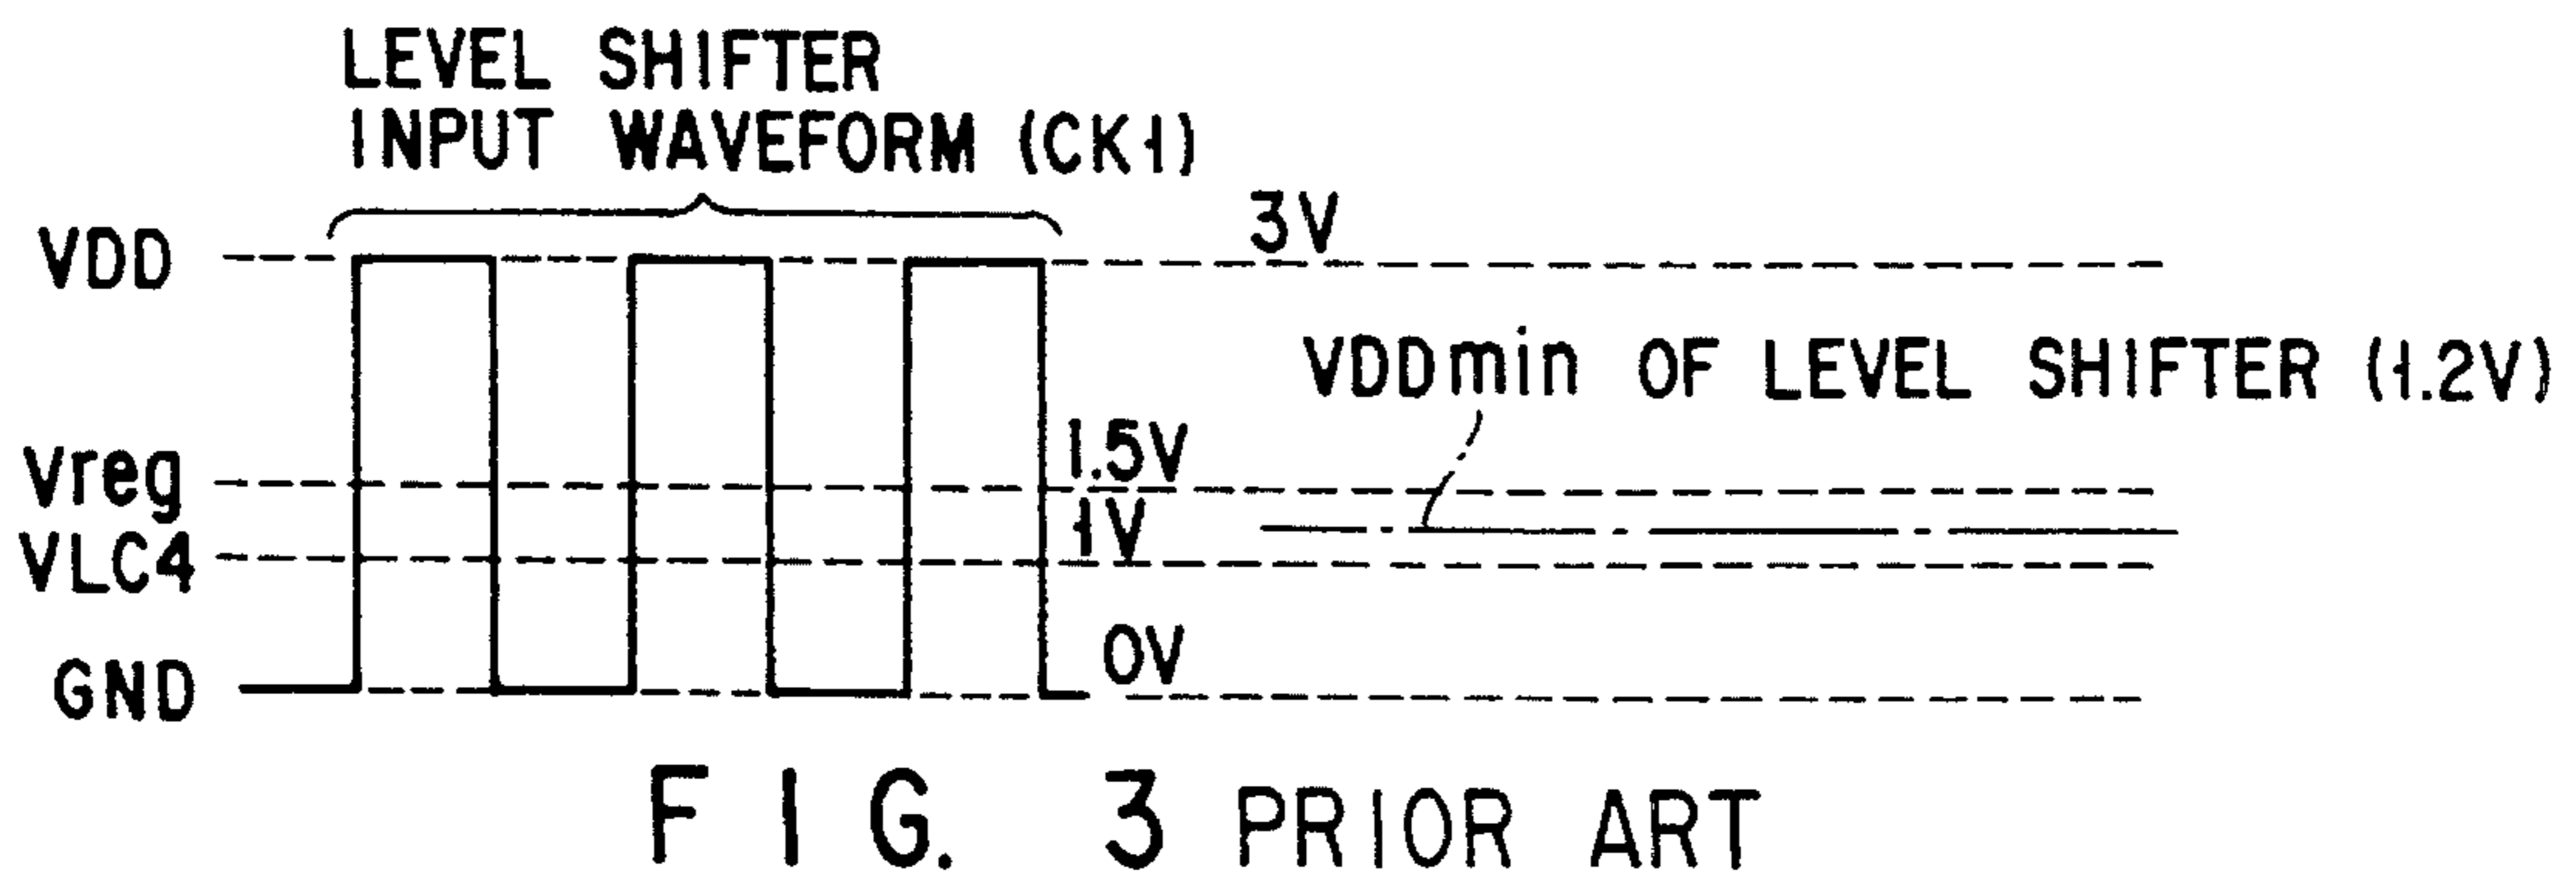 LEVEL SHIFTER
INPUT WAVEFORM (CK1)
VDD
3V
VDDmin OF LEVEL SHIFTER (1.2V)
Vreg
1.5V
VLC4
1V
GND
0V
FIG. 3 PRIOR ART